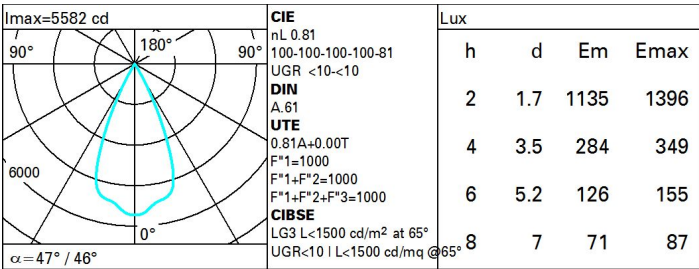 Imax=5582 cd
90°
180°
90°
6000
0°
α=47° / 46°
CIE
nL 0.81
100-100-100-100-81
UGR <10-<10
DIN
A.61
UTE
0.81A+0.00T
F"1=1000
F"1+F"2=1000
F"1+F"2+F"3=1000
CIBSE
LG3 L<1500 cd/m² at 65°
UGR<10 | L<1500 cd/mq @65°
Lux
h d Em Emax
2 1.7 1135 1396
4 3.5 284 349
6 5.2 126 155
8 7 71 87